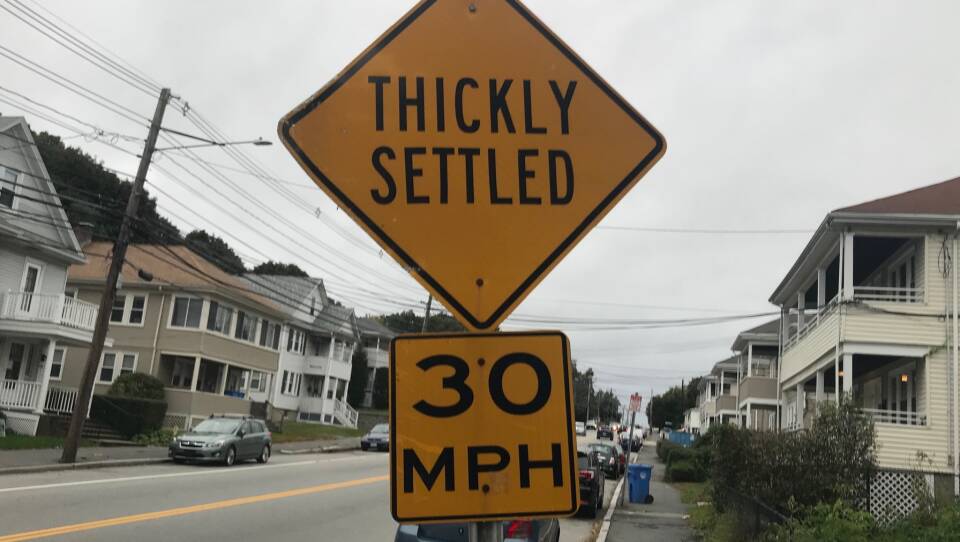 THICKLY
SETTLED
30
MPH